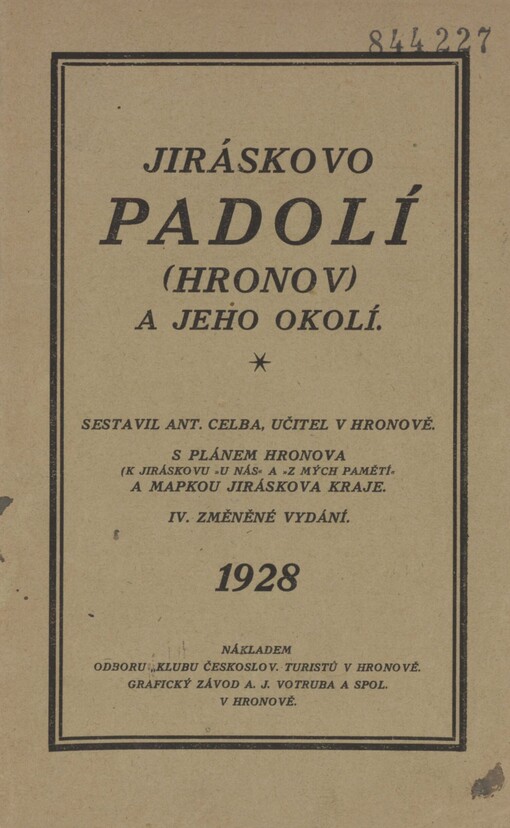 844227
JIRÁSKOVO
PADOLÍ
(HRONOV)
A JEHO OKOLÍ.
SESTAVIL ANT. CELBA, UČITEL V HRONOVĚ.
S PLÁNEM HRONOVA
(K JIRÁSKOVU »U NÁS« A »Z MÝCH PAMĚTÍ«
A MAPKOU JIRÁSKOVA KRAJE.
IV. ZMĚNĚNÉ VYDÁNÍ.
1928
NÁKLADEM
ODBORU „KLUBU ČESKOSLOV. TURISTŮ V HRONOVĚ.
GRAFICKÝ ZÁVOD A. J. VOTRUBA A SPOL.
V HRONOVĚ.